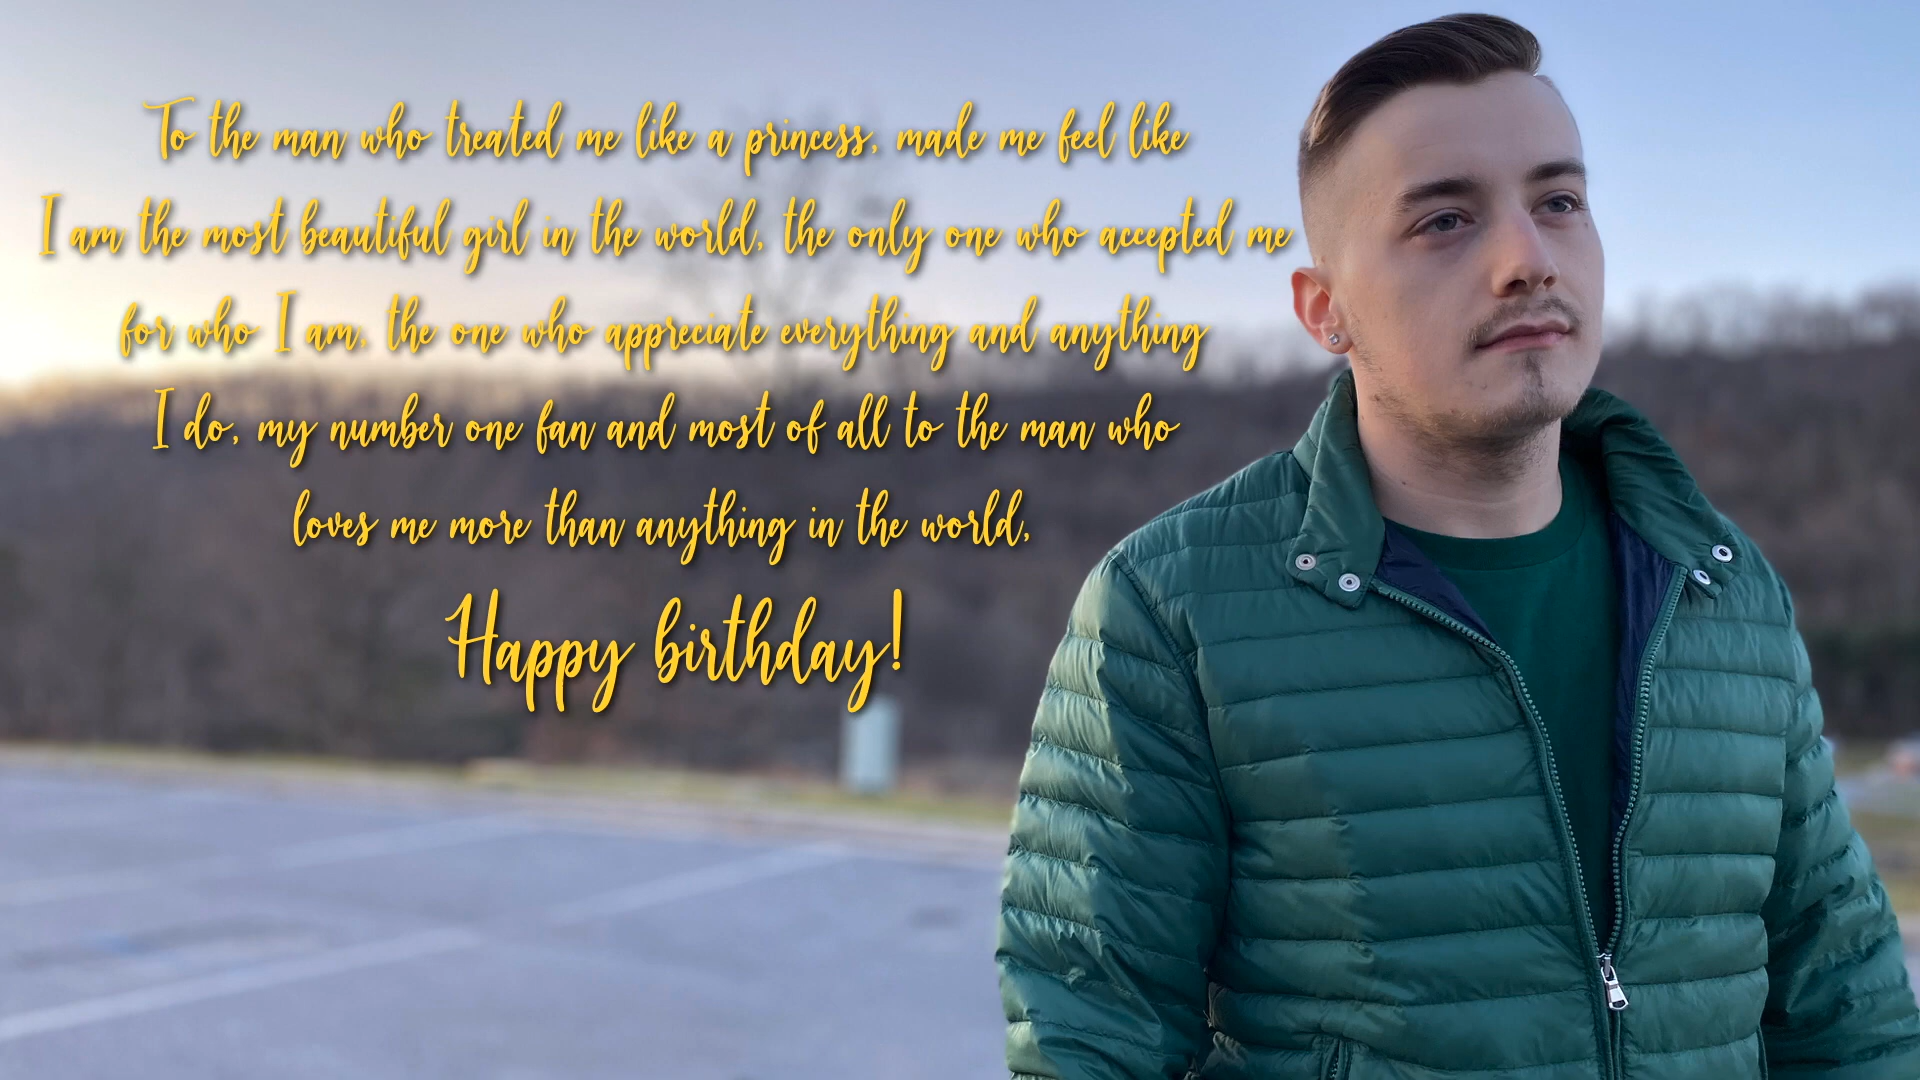 To the man who treated me like a princess, made me feel like
I am the most beautiful girl in the world, the only one who accepted me
for who I am, the one who appreciate everything and anything
I do, my number one fan and most of all to the man who
loves me more than anything in the world,
Happy birthday!